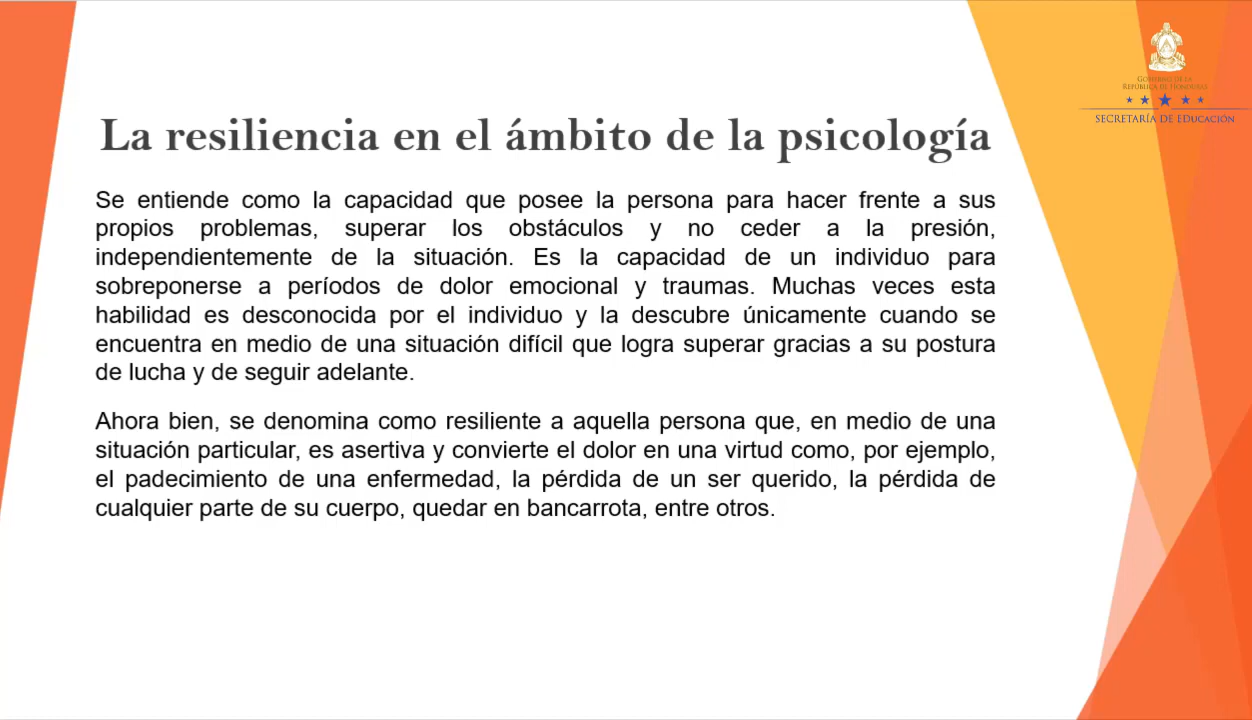 GOBIERNO DE LA
REPÚBLICA DE HONDURAS
SECRETARÍA DE EDUCACIÓN
La resiliencia en el ámbito de la psicología
Se entiende como la capacidad que posee la persona para hacer frente a sus
propios problemas, superar los obstáculos y no ceder a la presión,
independientemente de la situación. Es la capacidad de un individuo para
sobreponerse a períodos de dolor emocional y traumas. Muchas veces esta
habilidad es desconocida por el individuo y la descubre únicamente cuando se
encuentra en medio de una situación difícil que logra superar gracias a su postura
de lucha y de seguir adelante.
Ahora bien, se denomina como resiliente a aquella persona que, en medio de una
situación particular, es asertiva y convierte el dolor en una virtud como, por ejemplo,
el padecimiento de una enfermedad, la pérdida de un ser querido, la pérdida de
cualquier parte de su cuerpo, quedar en bancarrota, entre otros.